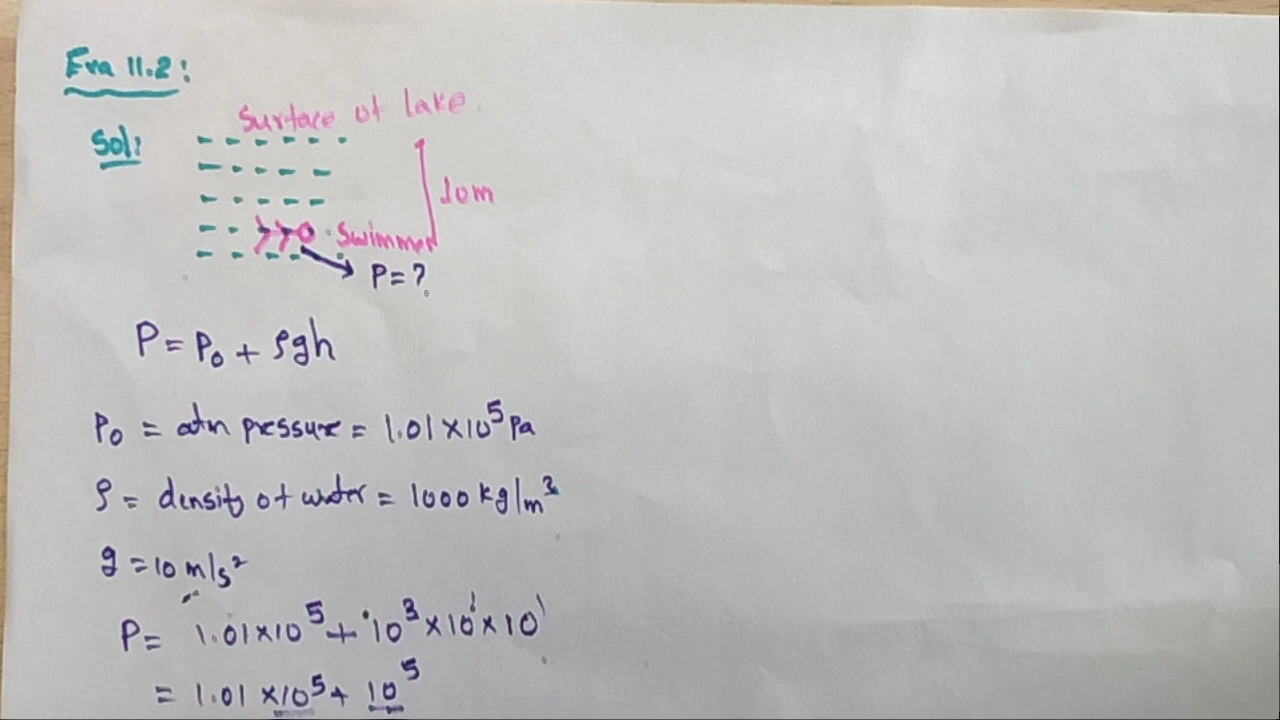 Exa 11.2:
Sol:
Surface of lake.
10m
Swimmer
P = ?
P = P₀ + ρgh
P₀ = atm pressure = 1.01 × 10⁵ Pa
ρ = density of water = 1000 kg/m³
g = 10 m/s²
P = 1.01×10⁵ + 10³ × 10¹ × 10¹
= 1.01 × 10⁵ + 10⁵